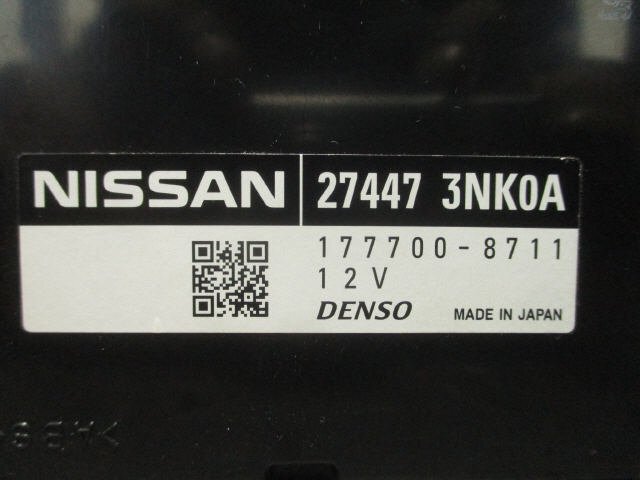 NISSAN 27447 3NK0A
177700-8711
12V
DENSO MADE IN JAPAN